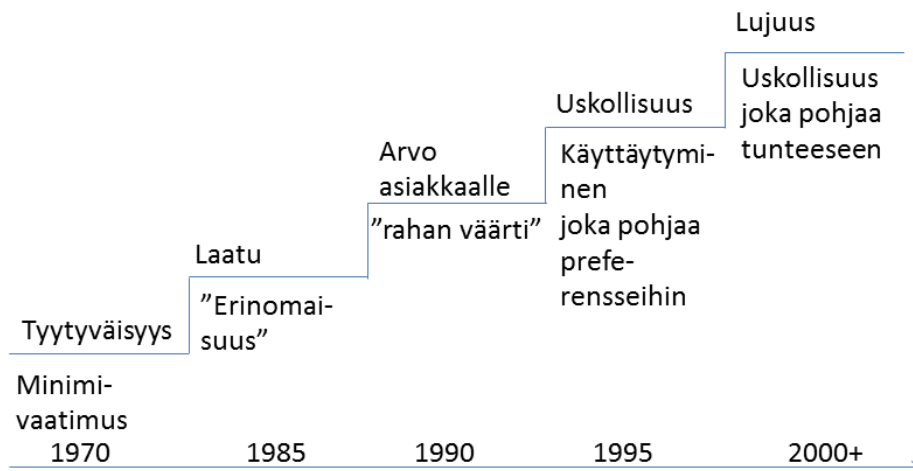 Tyytyväisyys
Minimi-
vaatimus
1970
Laatu
”Erinomai-
suus”
1985
Arvo
asiakkaalle
”rahan väärti”
1990
Uskollisuus
Käyttäytymi-
nen
joka pohjaa
prefe-
rensseihin
1995
Lujuus
Uskollisuus
joka pohjaa
tunteeseen
2000+